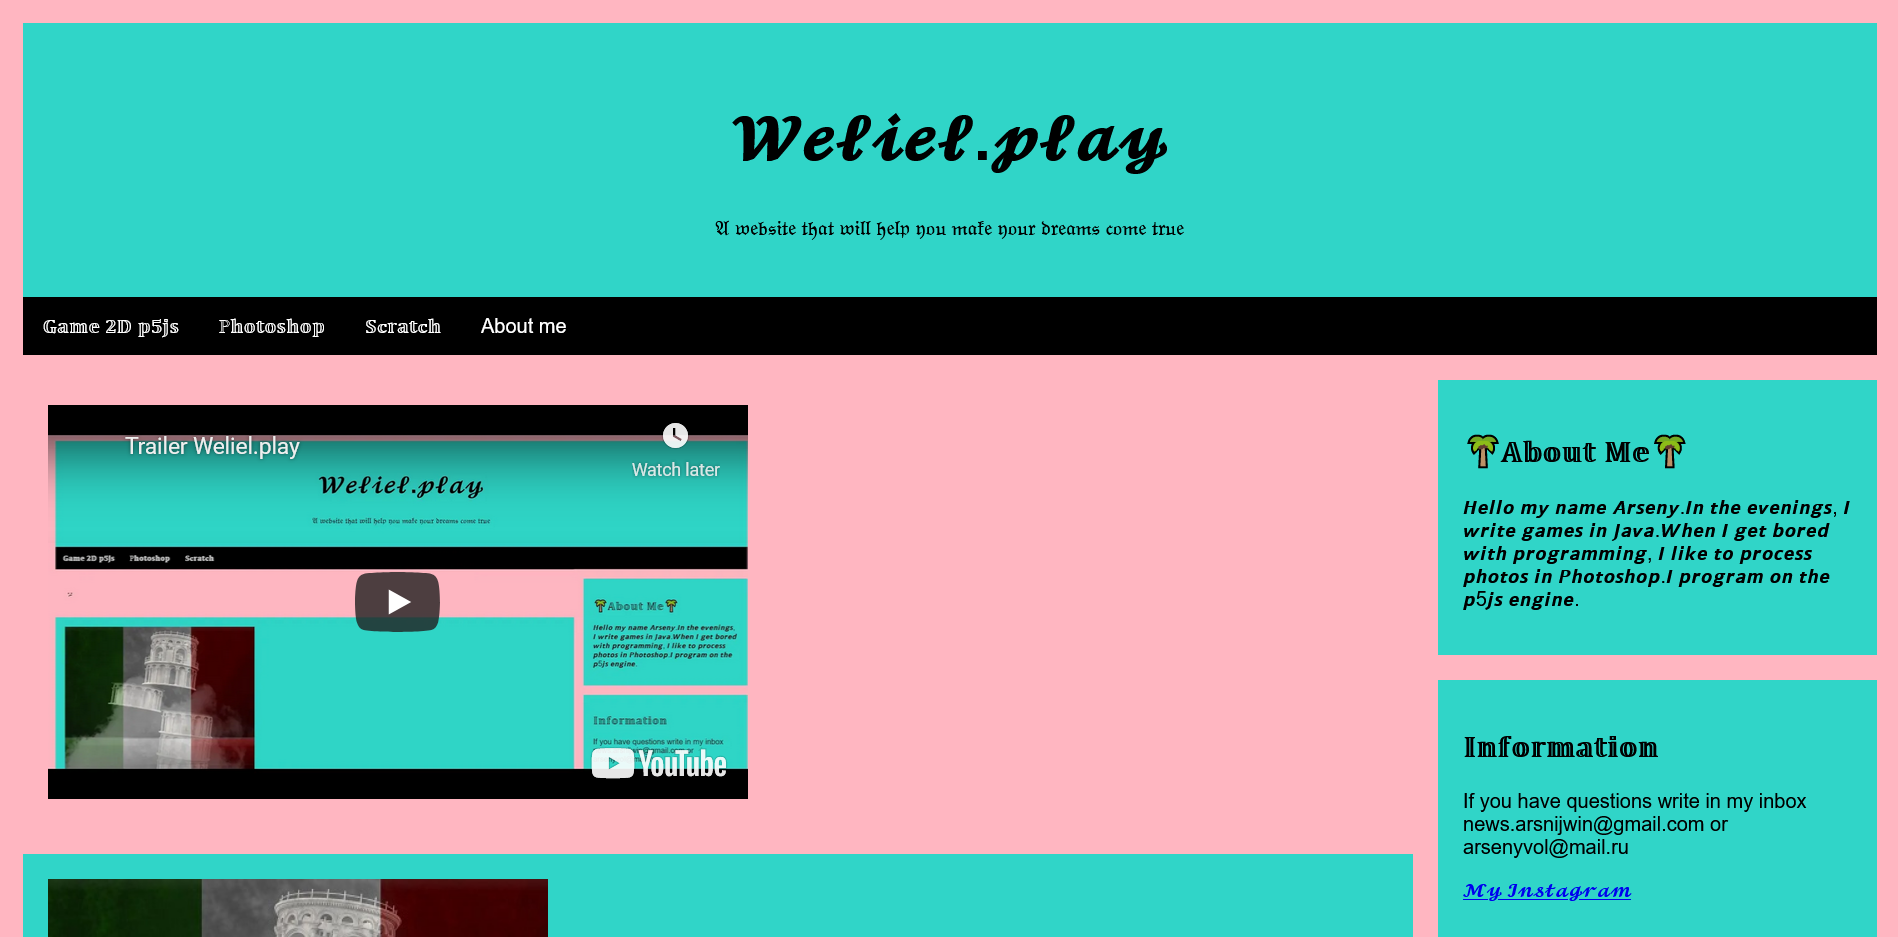 Weliel.play
A website that will help you make your dreams come true
Game 2D p5js Photoshop Scratch About me
Trailer Weliel.play
Watch later
Weliel.play
A website that will help you make your dreams come true
Game 2D p5js Photoshop Scratch
About Me
Hello my name Arseny.In the evenings,
I write games in Java.When I get bored
with programming, I like to process
photos in Photoshop.I program on the
p5js engine.
Information
If you have questions write in my inbox
YouTube
About Me
Hello my name Arseny.In the evenings, I
write games in Java.When I get bored
with programming, I like to process
photos in Photoshop.I program on the
p5js engine.
Information
If you have questions write in my inbox
news.arsnijwin@gmail.com or
arsenyvol@mail.ru
My Instagram